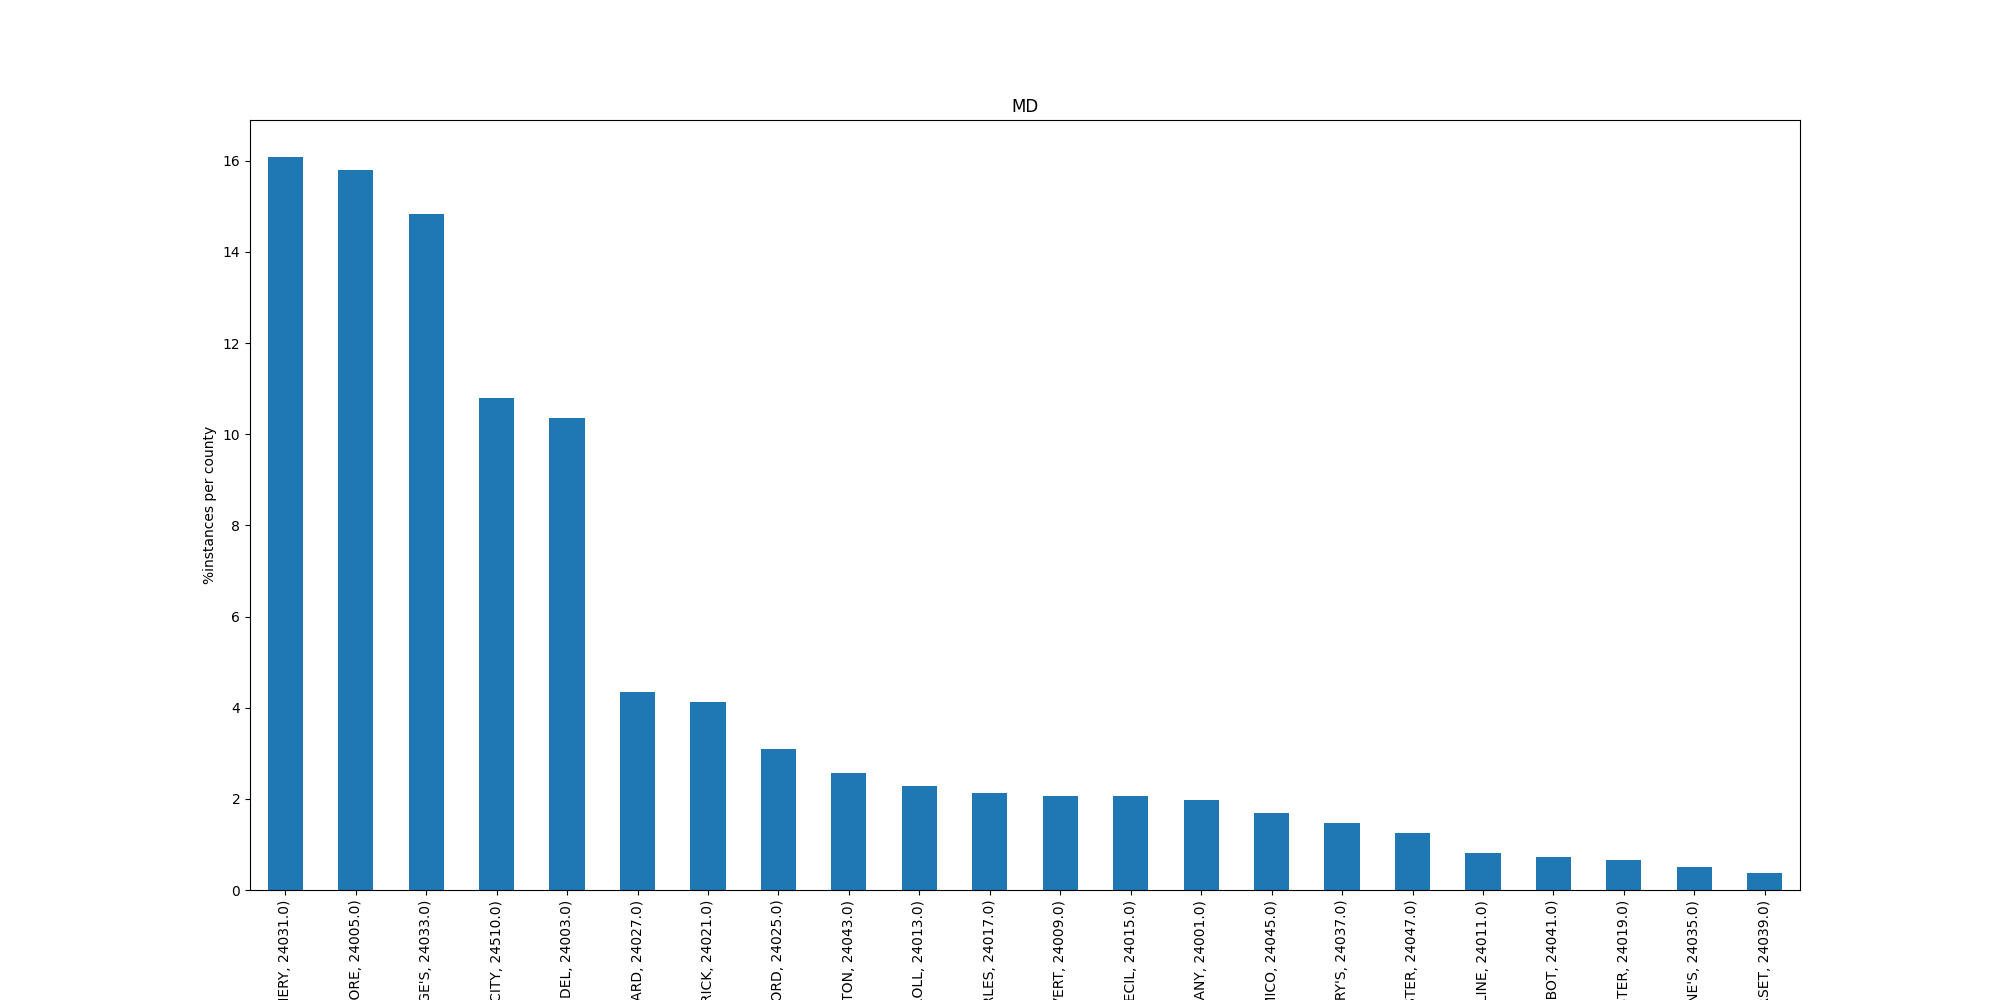 MD
%instances per county
16
14
12
10
8
6
4
2
0
IERY, 24031.0)
ORE, 24005.0)
GE'S, 24033.0)
CITY, 24510.0)
DEL, 24003.0)
ARD, 24027.0)
RICK, 24021.0)
ORD, 24025.0)
TON, 24043.0)
OLL, 24013.0)
RLES, 24017.0)
VERT, 24009.0)
ECIL, 24015.0)
ANY, 24001.0)
MICO, 24045.0)
RY'S, 24037.0)
STER, 24047.0)
LINE, 24011.0)
BOT, 24041.0)
STER, 24019.0)
NE'S, 24035.0)
RSET, 24039.0)